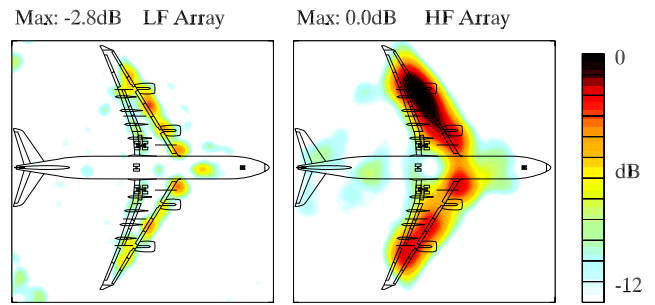 Max: -2.8dB LF Array
Max: 0.0dB HF Array
0
dB
-12